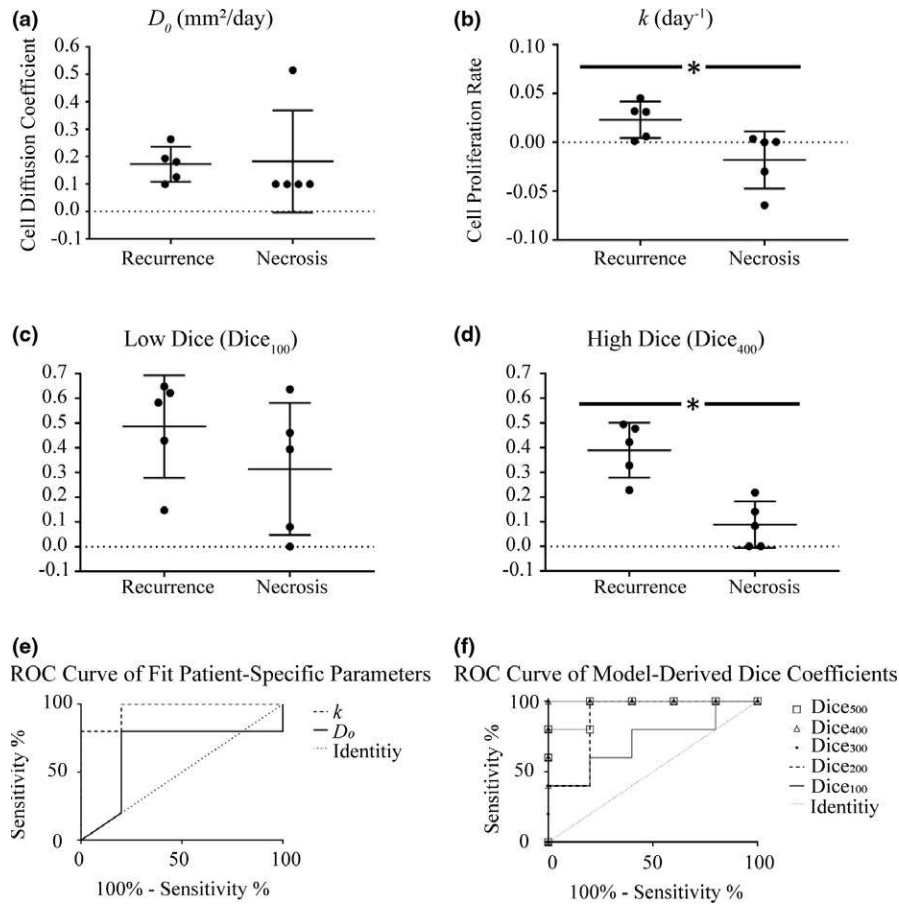 (a)
D₀ (mm²/day)
Cell Diffusion Coefficient
0.6
0.5
0.4
0.3
0.2
0.1
0.0
-0.1
Recurrence Necrosis
(b)
k (day⁻¹)
Cell Proliferation Rate
0.10
0.05
0.00
-0.05
-0.10
*
Recurrence Necrosis
(c)
Low Dice (Dice₁₀₀)
0.7
0.6
0.5
0.4
0.3
0.2
0.1
0.0
-0.1
Recurrence Necrosis
(d)
High Dice (Dice₄₀₀)
0.7
0.6
0.5
0.4
0.3
0.2
0.1
0.0
-0.1
*
Recurrence Necrosis
(e)
ROC Curve of Fit Patient-Specific Parameters
Sensitivity %
100
50
0
0 50 100
100% - Sensitivity %
k
D₀
Identitiy
(f)
ROC Curve of Model-Derived Dice Coefficients
Sensitivity %
100
50
0
0 50 100
100% - Sensitivity %
Dice₅₀₀
Dice₄₀₀
Dice₃₀₀
Dice₂₀₀
Dice₁₀₀
Identitiy